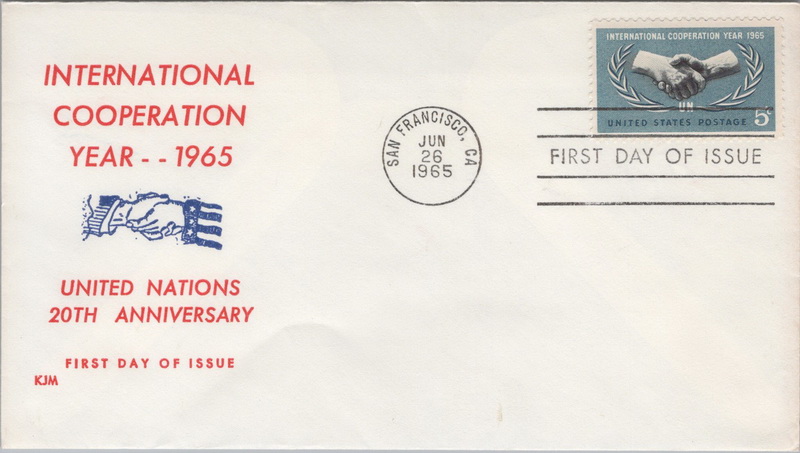 INTERNATIONAL
COOPERATION
YEAR - - 1965
UNITED NATIONS
20TH ANNIVERSARY
FIRST DAY OF ISSUE
KJM
SAN FRANCISCO, CA
JUN
26
1965
INTERNATIONAL COOPERATION YEAR 1965
UN
UNITED STATES POSTAGE 5¢
FIRST DAY OF ISSUE